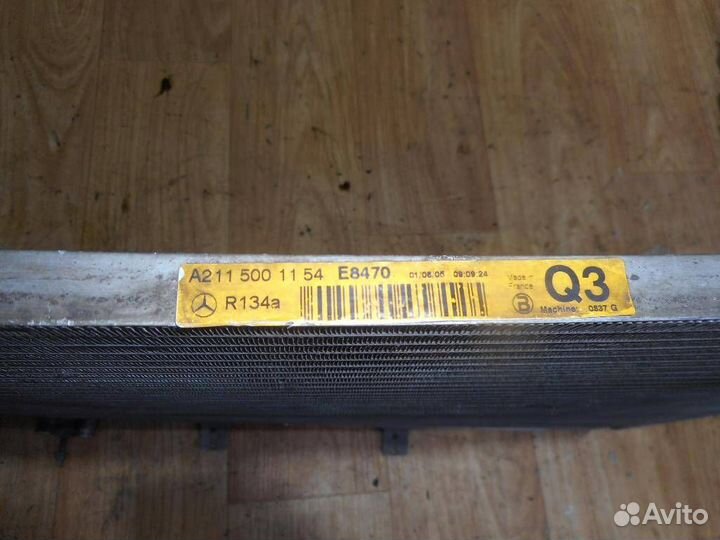 A211 500 11 54 E8470 01/06/05 09:09:24
Made in
France
Q3
R134a
B
Machine: 0837 G
Avito